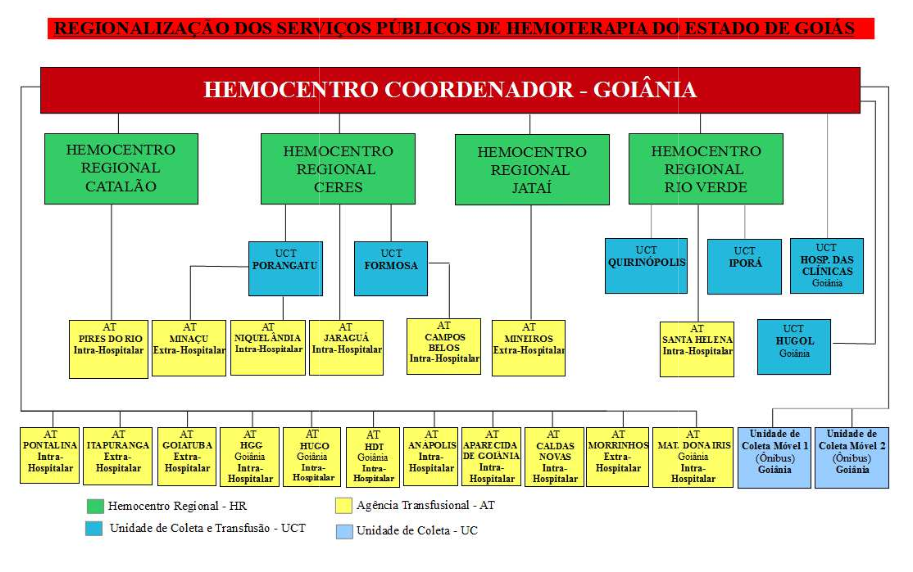 REGIONALIZAÇÃO DOS SERVIÇOS PÚBLICOS DE HEMOTERAPIA DO ESTADO DE GOIÁS
HEMOCENTRO COORDENADOR - GOIÂNIA
HEMOCENTRO
REGIONAL
CATALÃO
HEMOCENTRO
REGIONAL
CERES
HEMOCENTRO
REGIONAL
JATAÍ
HEMOCENTRO
REGIONAL
RIO VERDE
UCT
PORANGATU
UCT
FORMOSA
UCT
QUIRINÓPOLIS
UCT
IPORÁ
UCT
HOSP. DAS
CLÍNICAS
Goiânia
AT
PIRES DO RIO
Intra-Hospitalar
AT
MINAÇU
Extra-Hospitalar
AT
NIQUELÂNDIA
Intra-Hospitalar
AT
JARAGUÁ
Intra-Hospitalar
AT
CAMPOS
BELOS
Intra-Hospitalar
AT
MINEIROS
Extra-Hospitalar
AT
SANTA HELENA
Intra-Hospitalar
UCT
HUGOL
Goiânia
AT
PONTALINA
Intra-
Hospitalar
AT
ITAPURANGA
Extra-
Hospitalar
AT
GOIATUBA
Extra-
Hospitalar
AT
HGG
Goiânia
Intra-
Hospitalar
AT
HUGO
Goiânia
Intra-
Hospitalar
AT
HDT
Goiânia
Intra-
Hospitalar
AT
ANÁPOLIS
Intra-
Hospitalar
AT
APARECIDA
DE GOIÂNIA
Intra-
Hospitalar
AT
CALDAS
NOVAS
Intra-
Hospitalar
AT
MORRINHOS
Extra-
Hospitalar
AT
MAT. DONA IRIS
Goiânia
Intra-
Hospitalar
Unidade de
Coleta Móvel 1
(Ônibus)
Goiânia
Unidade de
Coleta Móvel 2
(Ônibus)
Goiânia
Hemocentro Regional - HR
Agência Transfusional - AT
Unidade de Coleta e Transfusão - UCT
Unidade de Coleta - UC